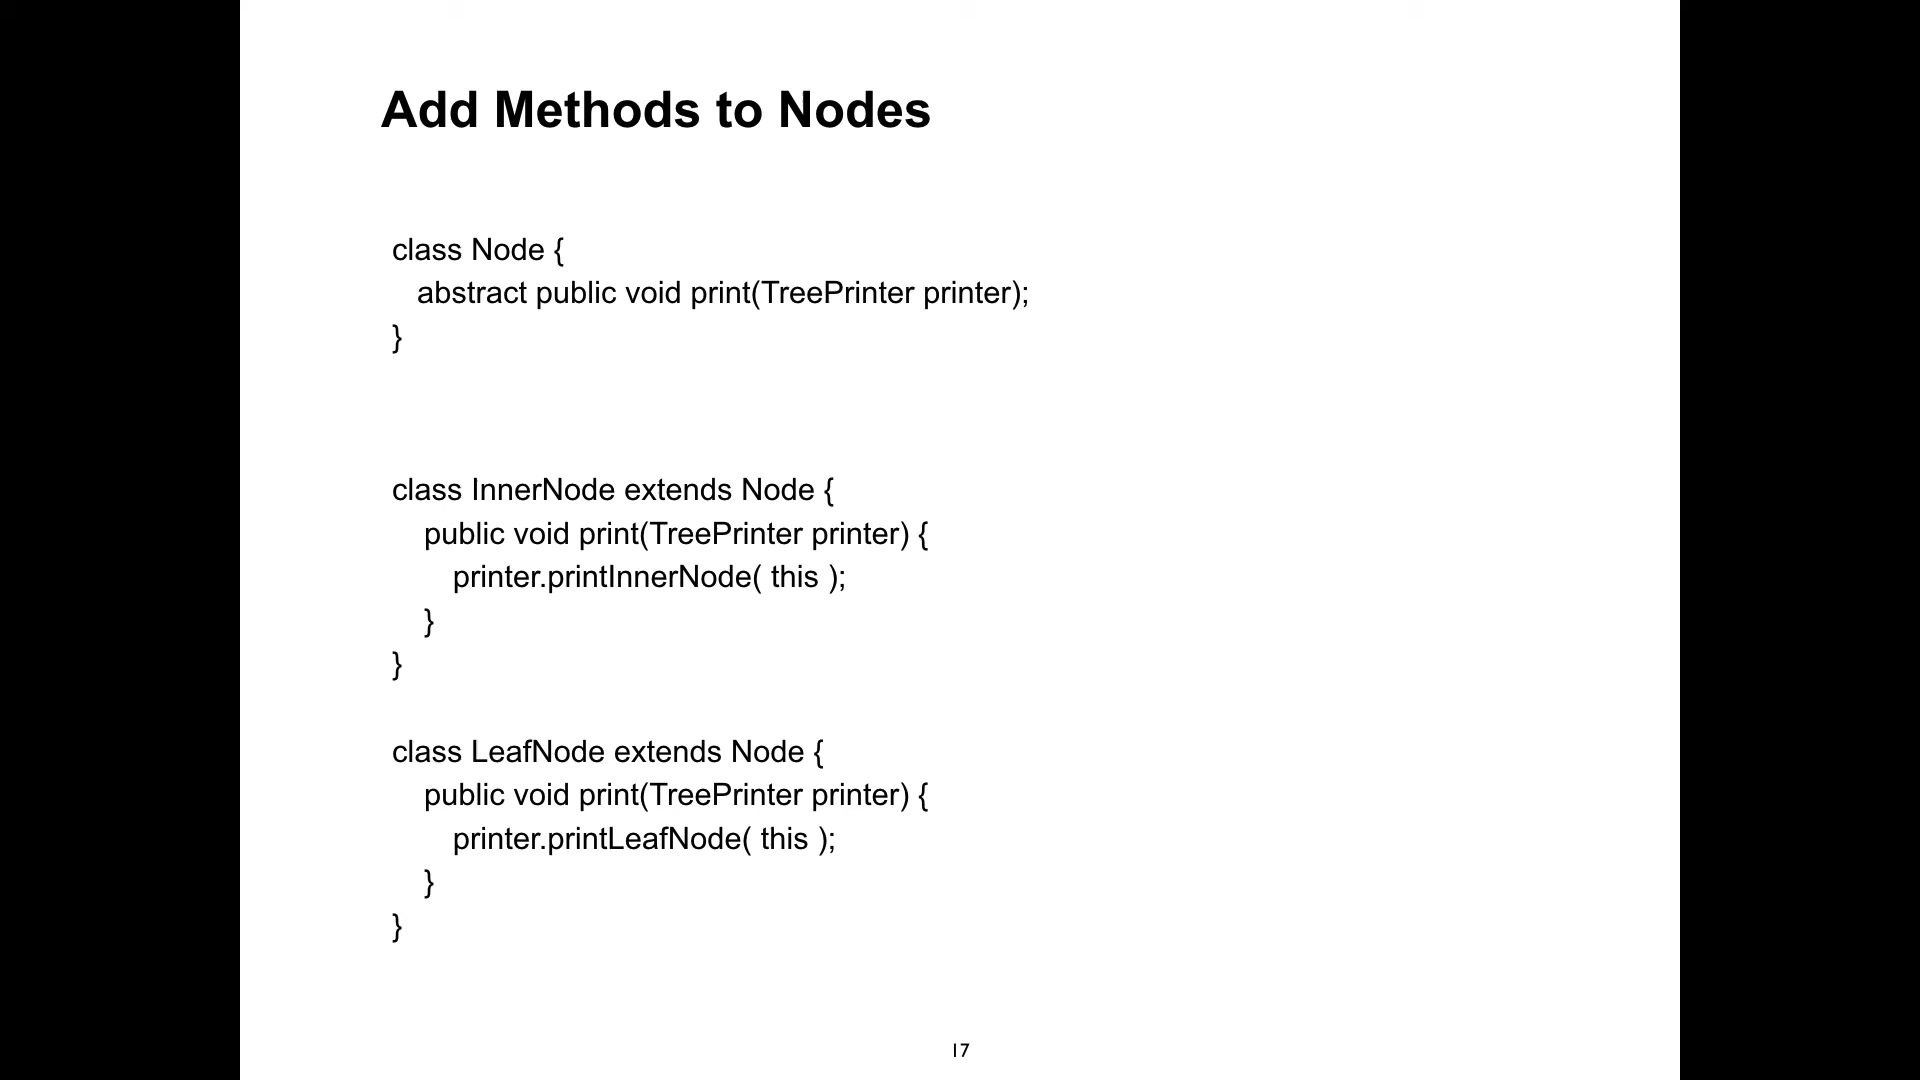 Add Methods to Nodes
class Node {
abstract public void print(TreePrinter printer);
}
class InnerNode extends Node {
public void print(TreePrinter printer) {
printer.printInnerNode( this );
}
}
class LeafNode extends Node {
public void print(TreePrinter printer) {
printer.printLeafNode( this );
}
}
17